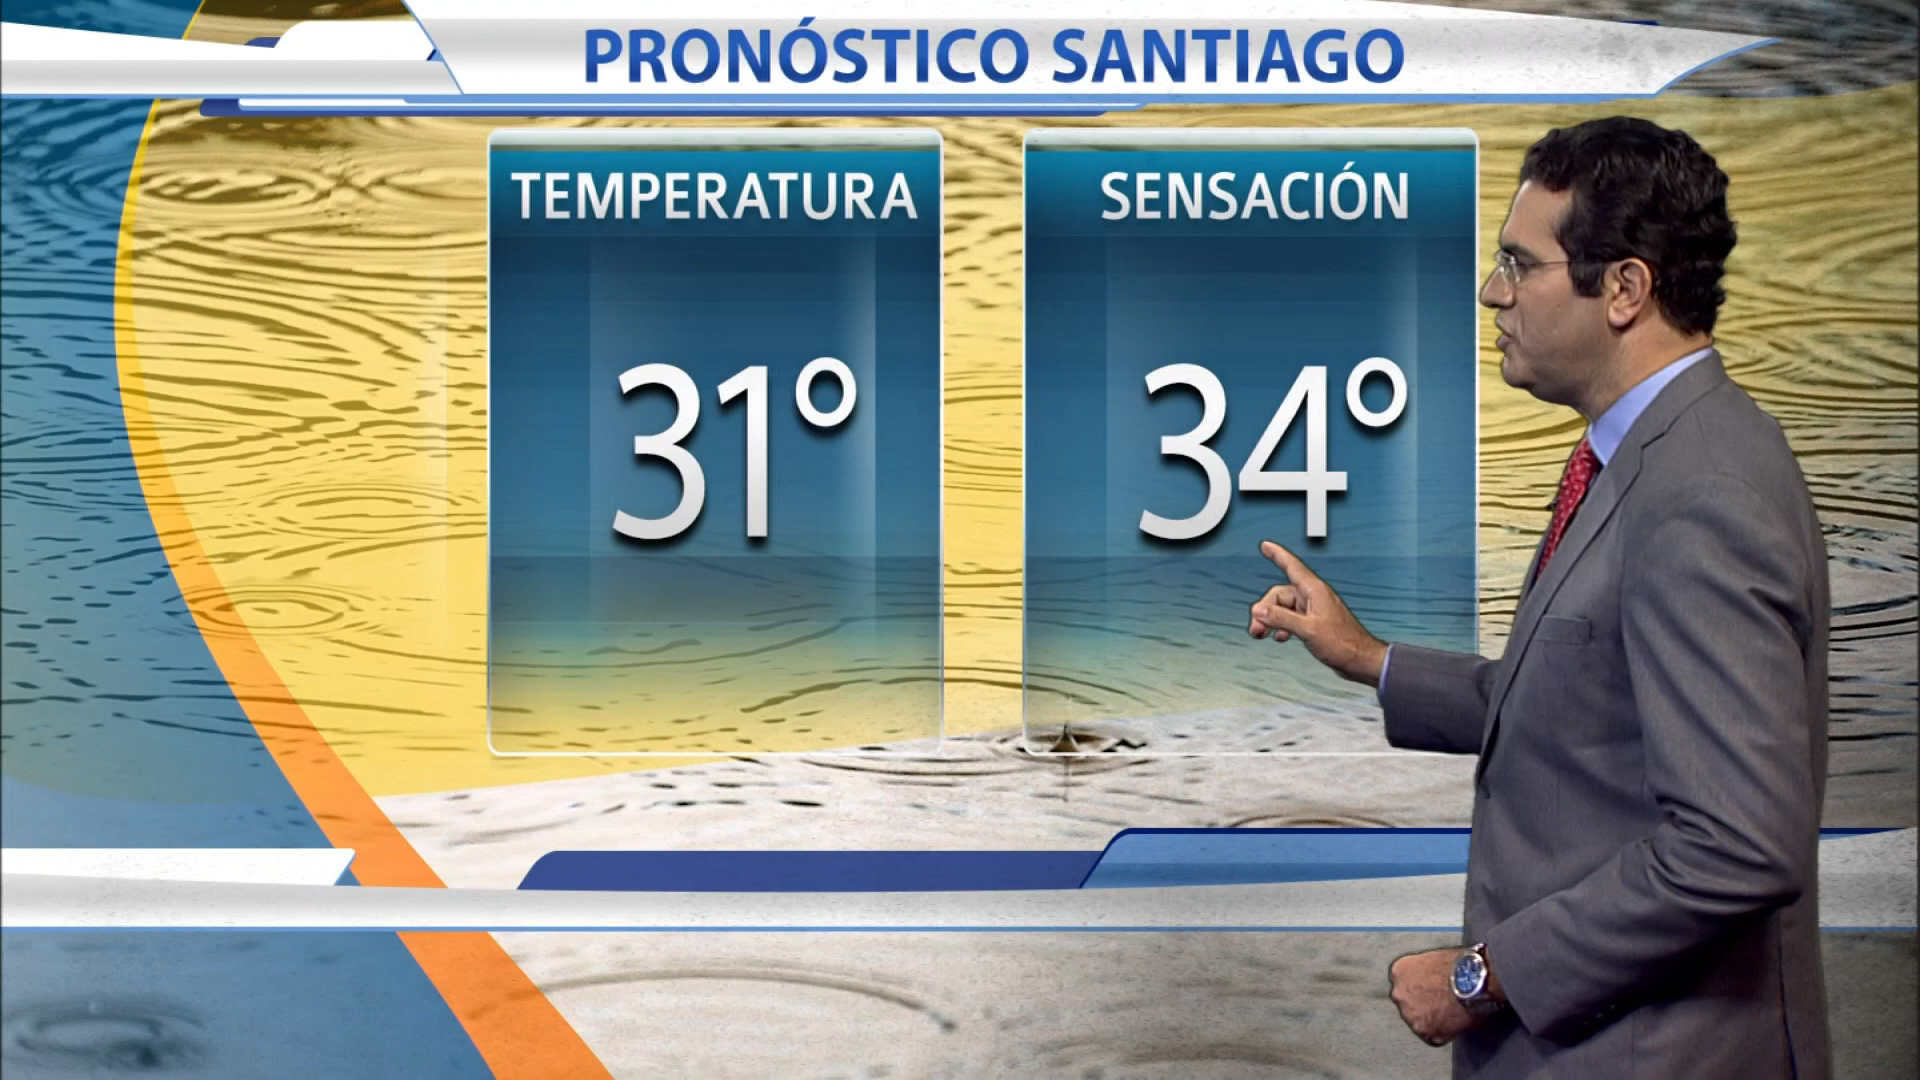 PRONÓSTICO SANTIAGO
TEMPERATURA
SENSACIÓN
31°
34°